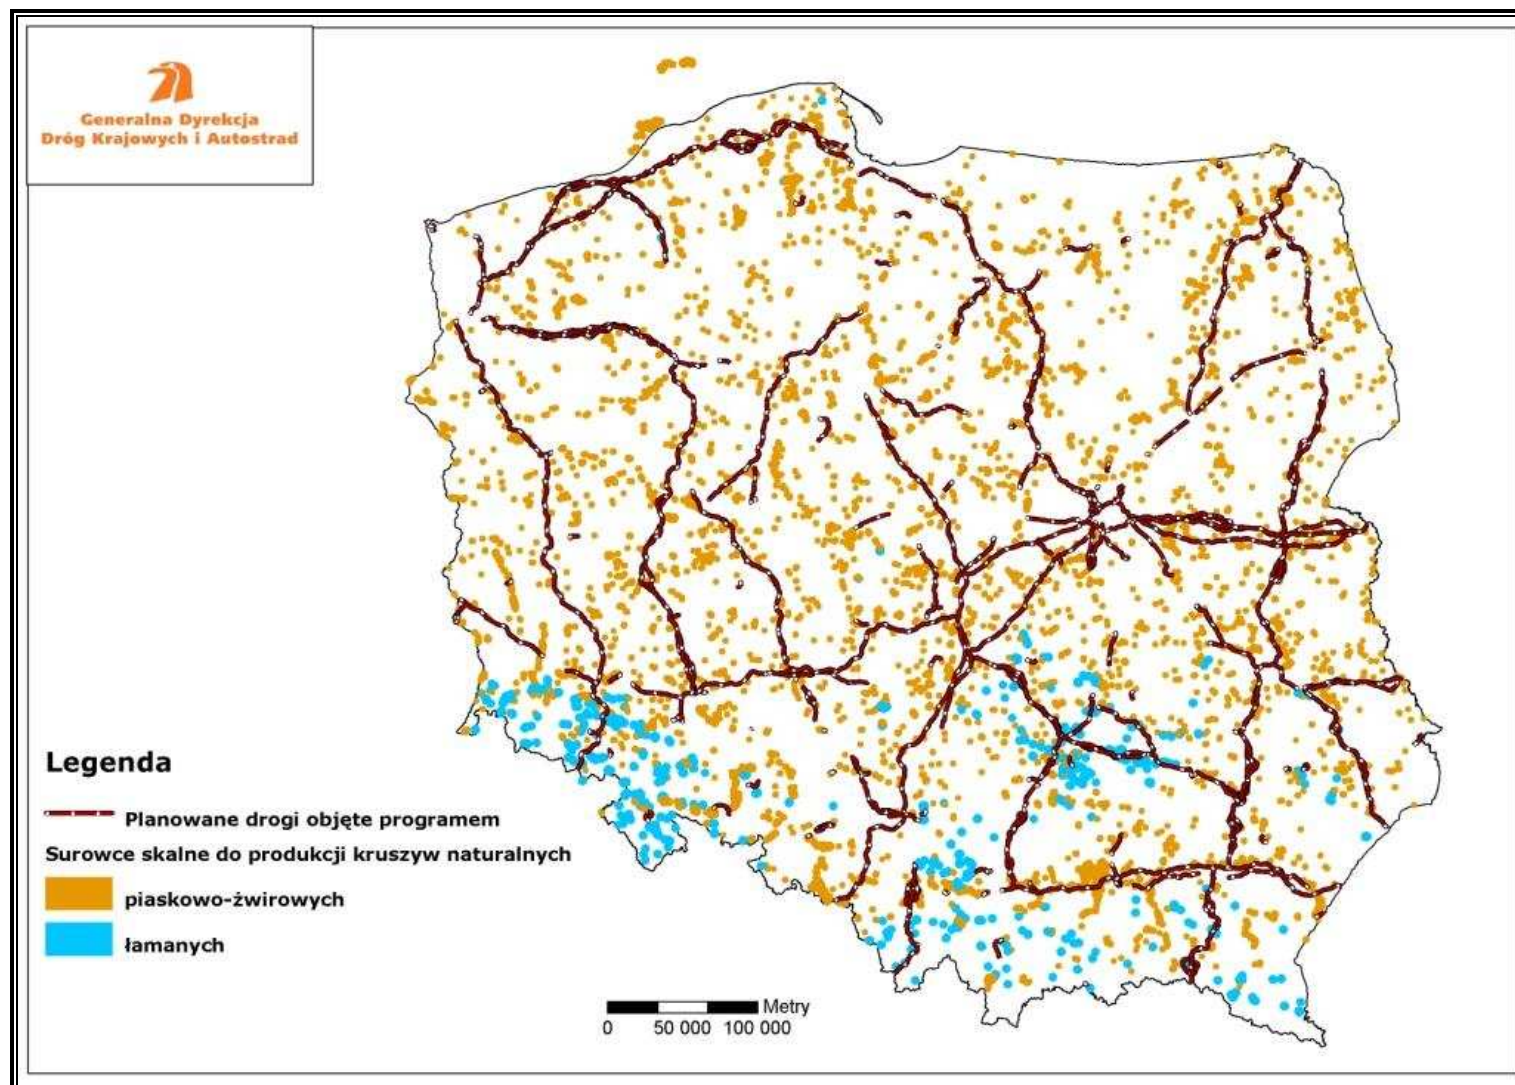 Generalna Dyrekcja
Dróg Krajowych i Autostrad
Legenda
Planowane drogi objęte programem
Surowce skalne do produkcji kruszyw naturalnych
piaskowo-żwirowych
łamanych
Metry
0 50 000 100 000